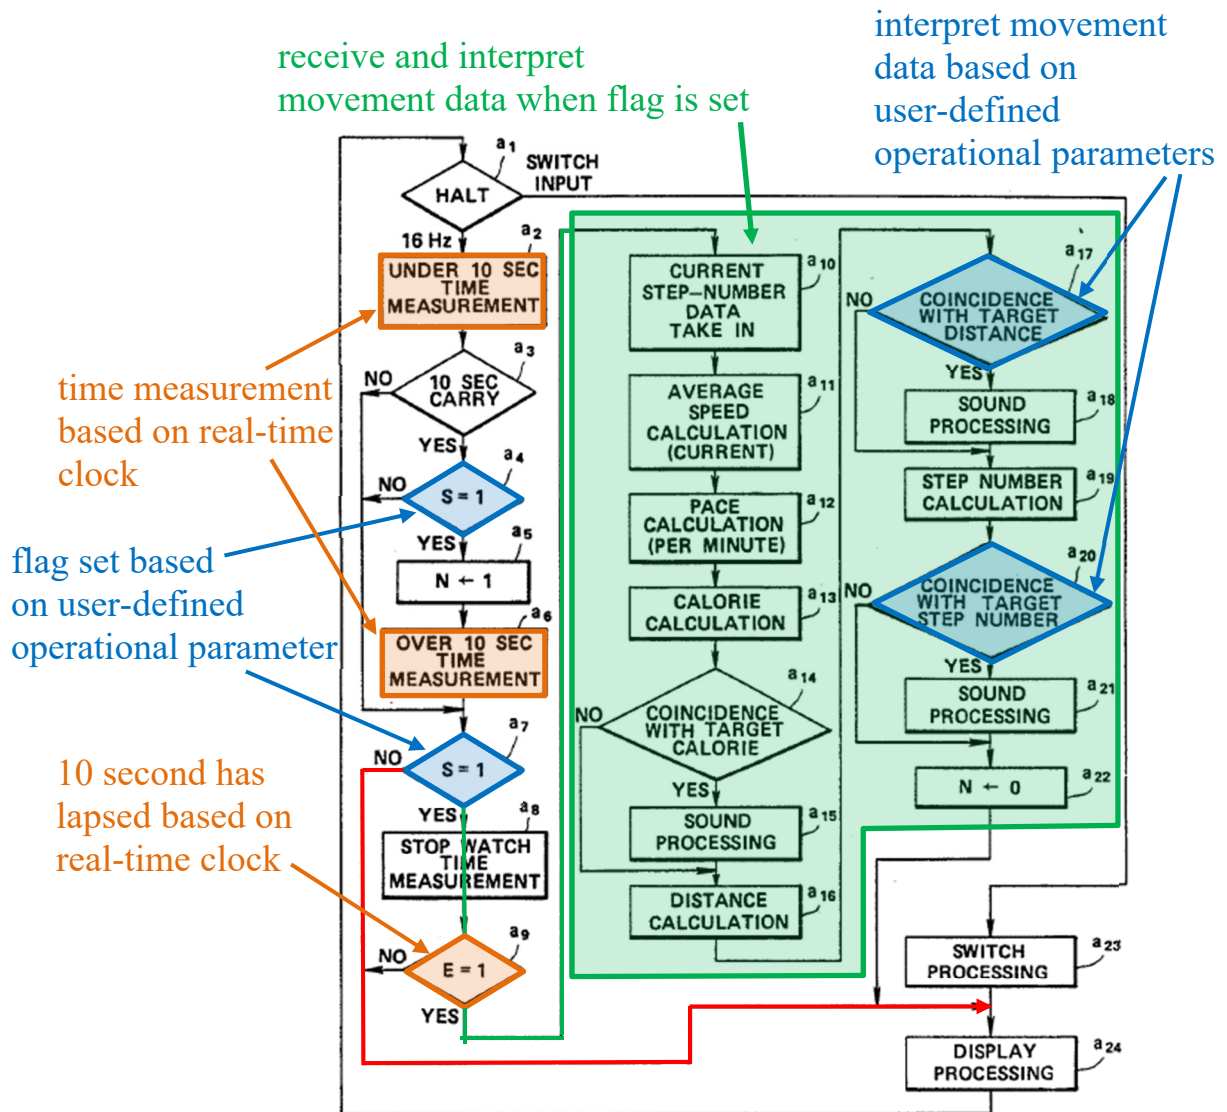 interpret movement
data based on
user-defined
operational parameters
receive and interpret
movement data when flag is set
a1
HALT
SWITCH
INPUT
16 Hz
a2
UNDER 10 SEC
TIME
MEASUREMENT
a3
10 SEC
CARRY
NO
YES
a4
S = 1
NO
YES
a5
N ← 1
a6
OVER 10 SEC
TIME
MEASUREMENT
a7
S = 1
NO
YES
a8
STOP WATCH
TIME
MEASUREMENT
a9
E = 1
NO
YES
time measurement
based on real-time
clock
flag set based
on user-defined
operational parameter
10 second has
lapsed based on
real-time clock
a10
CURRENT
STEP-NUMBER
DATA
TAKE IN
a11
AVERAGE
SPEED
CALCULATION
(CURRENT)
a12
PACE
CALCULATION
(PER MINUTE)
a13
CALORIE
CALCULATION
a14
COINCIDENCE
WITH TARGET
CALORIE
NO
YES
a15
SOUND
PROCESSING
a16
DISTANCE
CALCULATION
a17
COINCIDENCE
WITH TARGET
DISTANCE
NO
YES
a18
SOUND
PROCESSING
a19
STEP NUMBER
CALCULATION
a20
COINCIDENCE
WITH TARGET
STEP NUMBER
NO
YES
a21
SOUND
PROCESSING
a22
N ← 0
a23
SWITCH
PROCESSING
a24
DISPLAY
PROCESSING